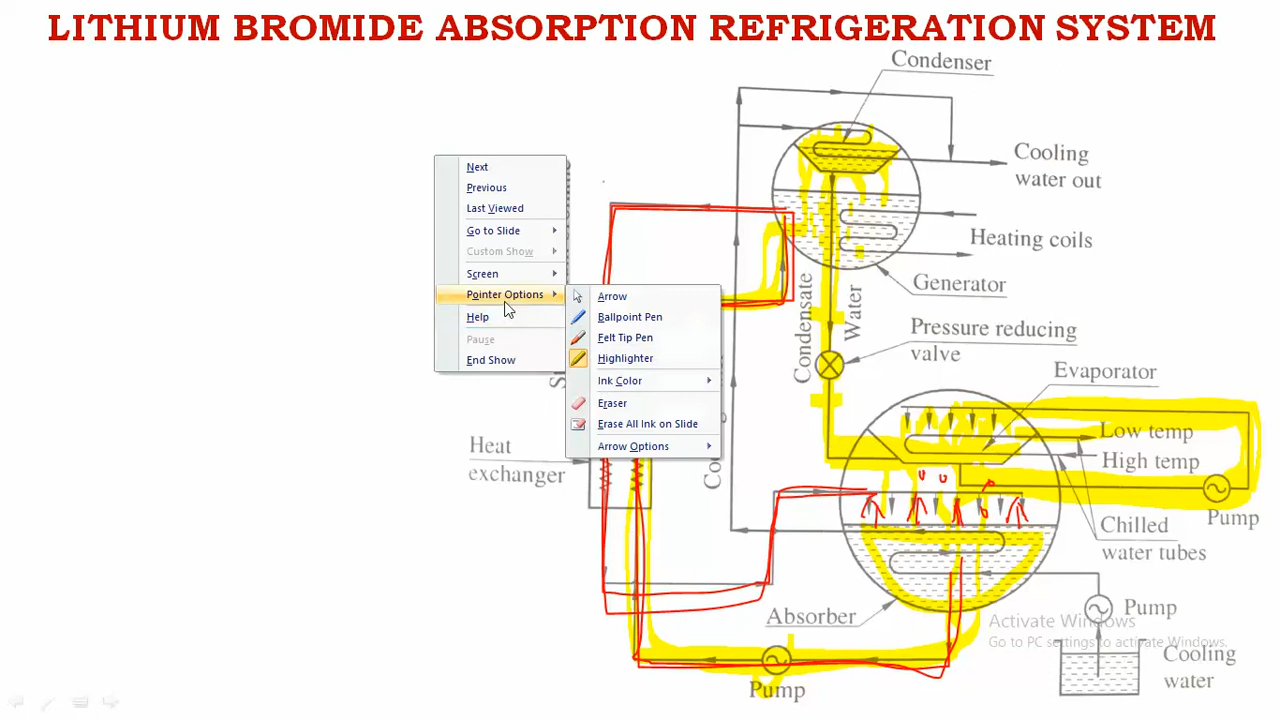 LITHIUM BROMIDE ABSORPTION REFRIGERATION SYSTEM
Condenser
Cooling
water out
Heating coils
Generator
Condensate
Water
Pressure reducing
valve
Evaporator
Low temp
High temp
Pump
Chilled
water tubes
Heat
exchanger
Absorber
Pump
Cooling
water
Pump
Next
Previous
Last Viewed
Go to Slide
Custom Show
Screen
Pointer Options
Help
Pause
End Show
Arrow
Ballpoint Pen
Felt Tip Pen
Highlighter
Ink Color
Eraser
Erase All Ink on Slide
Arrow Options
Activate Windows
Go to PC settings to activate Windows.